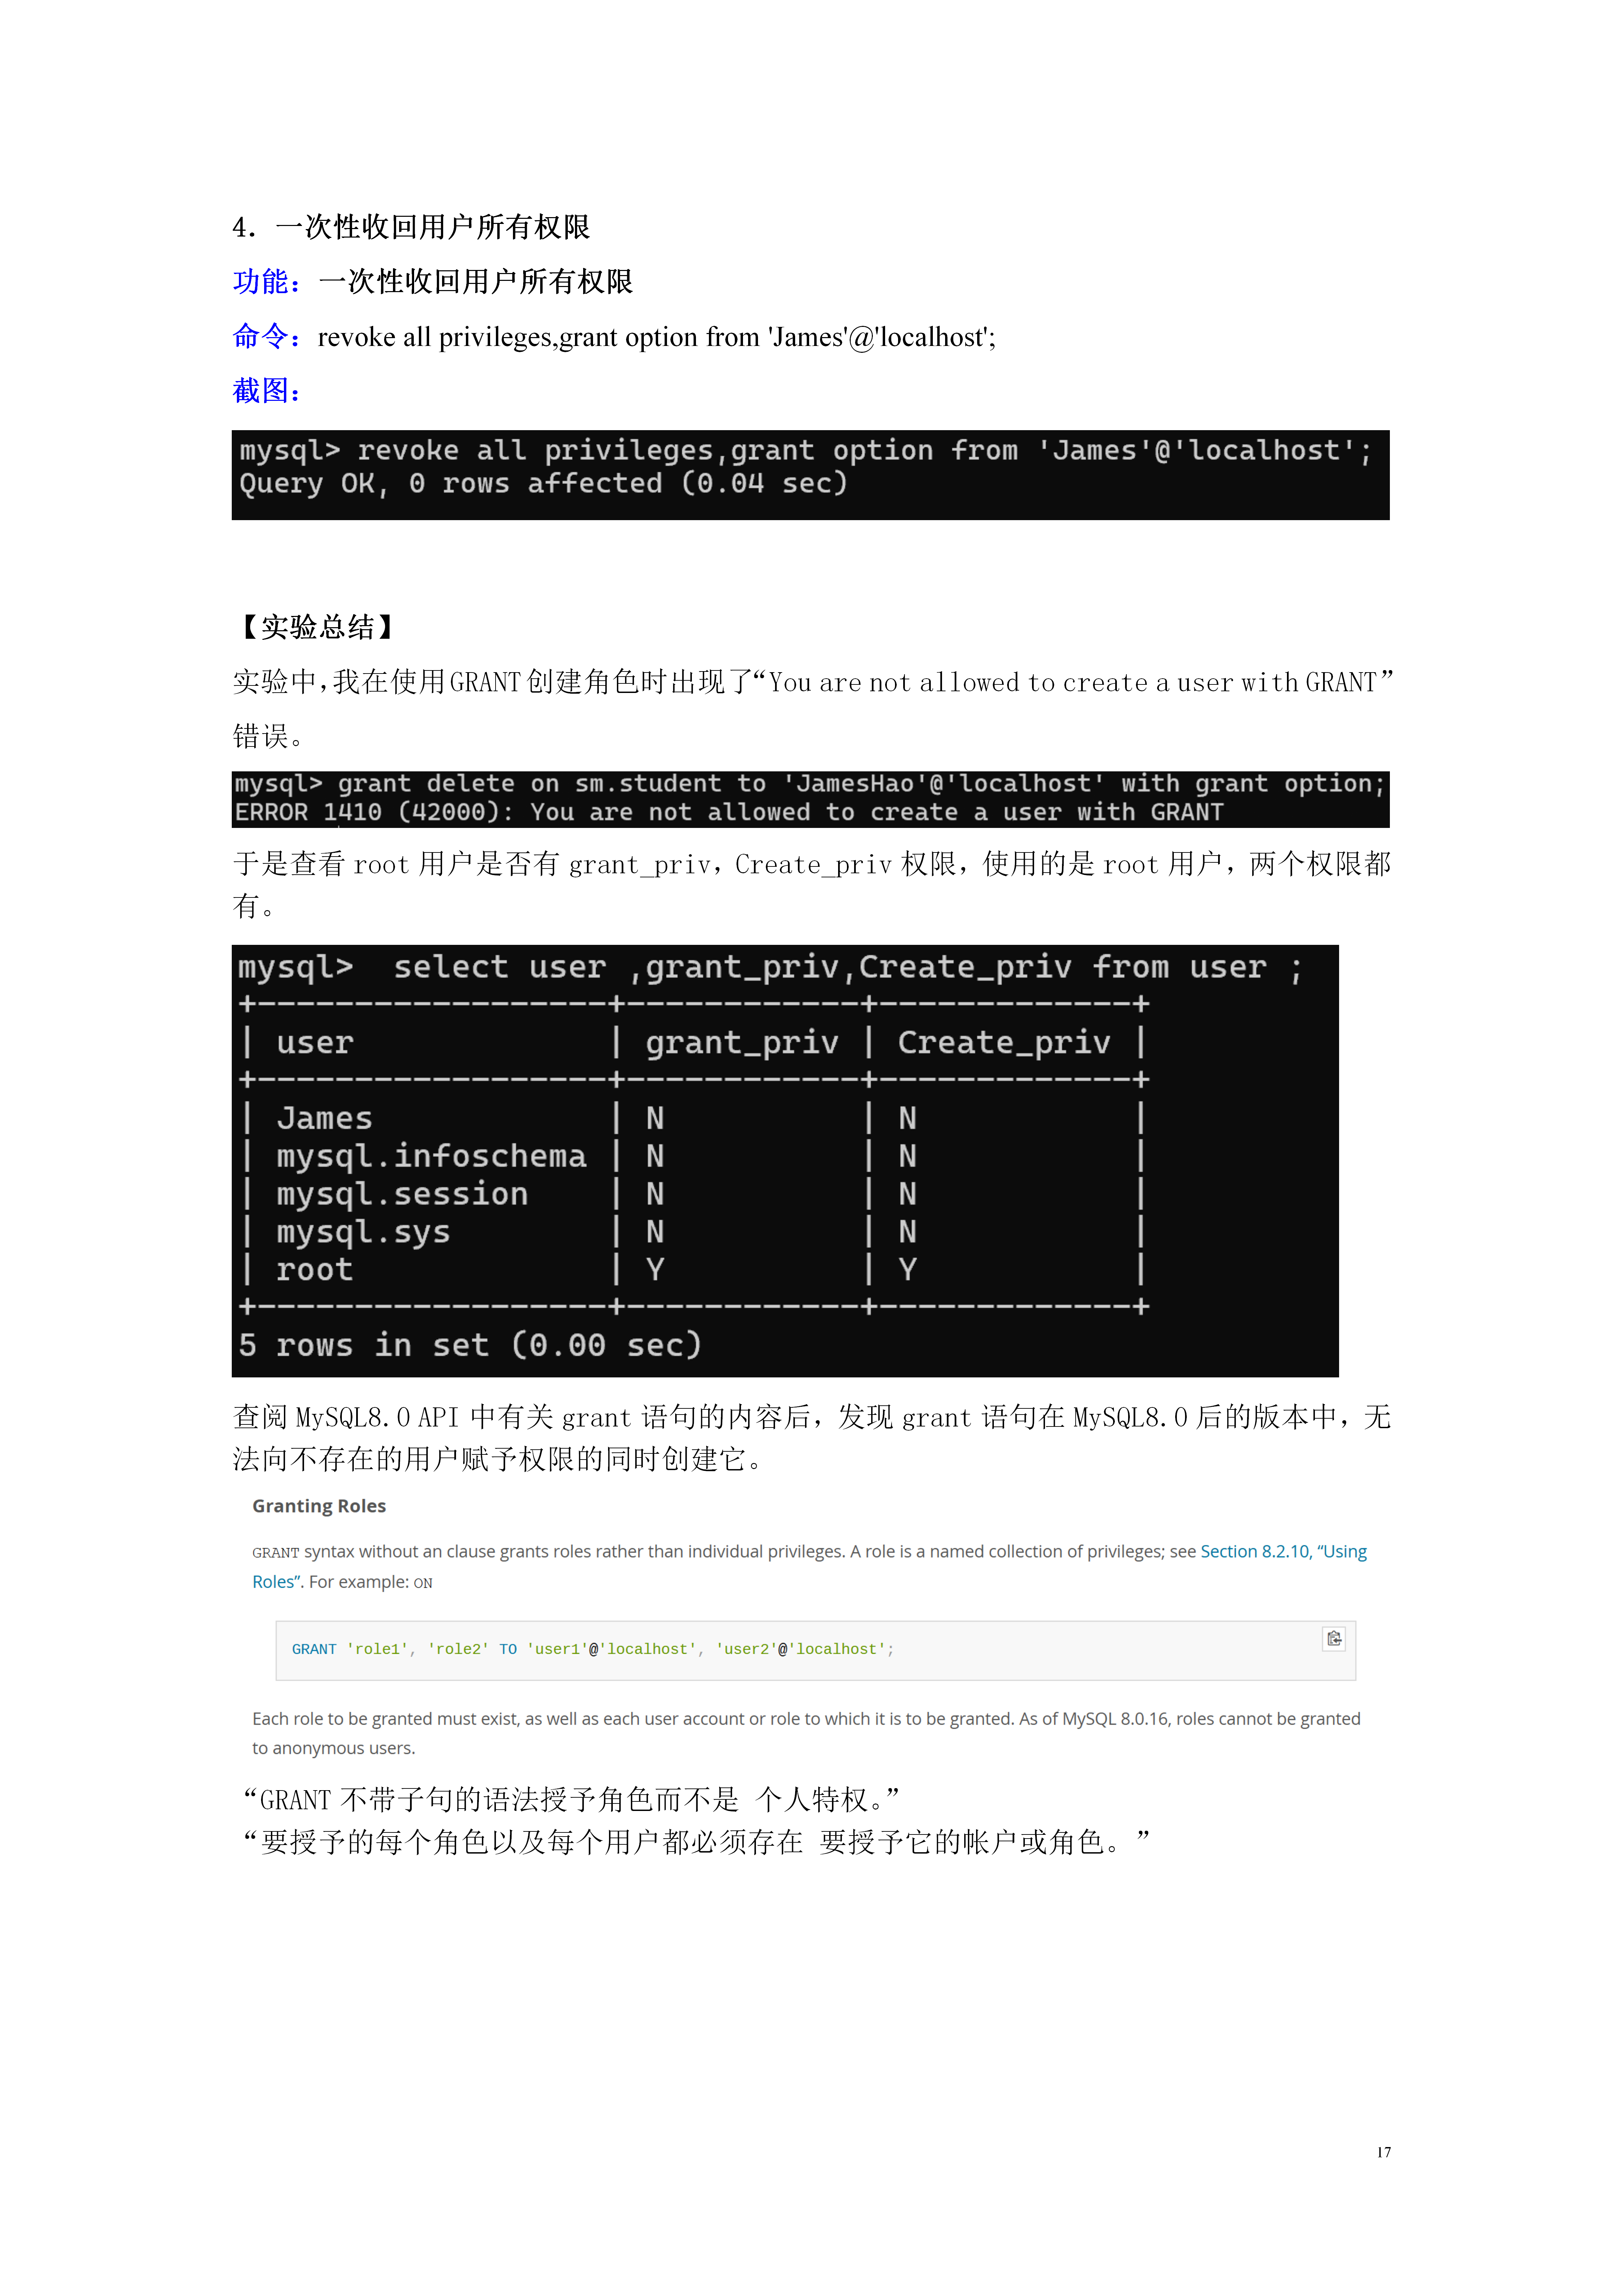 4. 一次性收回用户所有权限
功能：一次性收回用户所有权限
命令：revoke all privileges,grant option from 'James'@'localhost';
截图：
mysql> revoke all privileges,grant option from 'James'@'localhost';
Query OK, 0 rows affected (0.04 sec)
【实验总结】
实验中，我在使用GRANT创建角色时出现了“You are not allowed to create a user with GRANT”
错误。
mysql> grant delete on sm.student to 'JamesHao'@'localhost' with grant option;
ERROR 1410 (42000): You are not allowed to create a user with GRANT
于是查看 root 用户是否有 grant_priv，Create_priv 权限，使用的是 root 用户，两个权限都
有。
mysql>  select user ,grant_priv,Create_priv from user ;
+------------------+------------+-------------+
| user             | grant_priv | Create_priv |
+------------------+------------+-------------+
| James            | N          | N           |
| mysql.infoschema | N          | N           |
| mysql.session    | N          | N           |
| mysql.sys        | N          | N           |
| root             | Y          | Y           |
+------------------+------------+-------------+
5 rows in set (0.00 sec)
查阅 MySQL8.0 API 中有关 grant 语句的内容后，发现 grant 语句在 MySQL8.0 后的版本中，无
法向不存在的用户赋予权限的同时创建它。
Granting Roles
GRANT syntax without an clause grants roles rather than individual privileges. A role is a named collection of privileges; see Section 8.2.10, “Using
Roles”. For example: ON
GRANT 'role1', 'role2' TO 'user1'@'localhost', 'user2'@'localhost';
Each role to be granted must exist, as well as each user account or role to which it is to be granted. As of MySQL 8.0.16, roles cannot be granted
to anonymous users.
“GRANT 不带子句的语法授予角色而不是 个人特权。”
“要授予的每个角色以及每个用户都必须存在 要授予它的帐户或角色。”
17